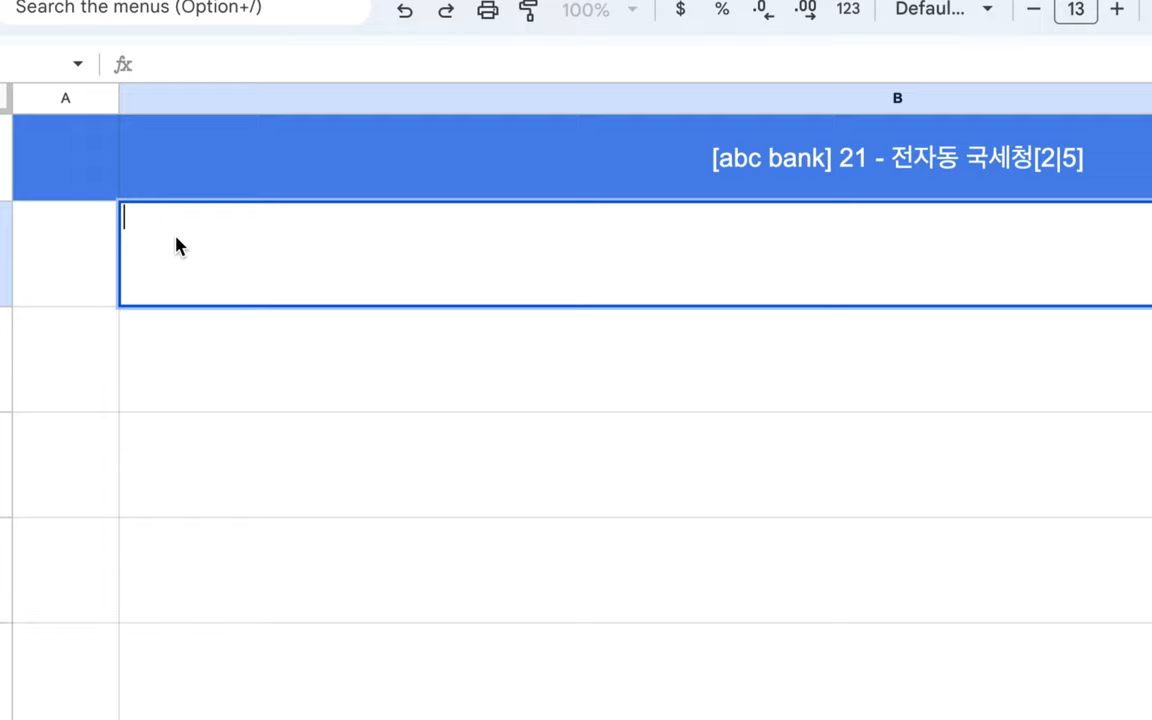 Search the menus (Option+/)
100%
$ % .0 .00 123
Defaul...
13
fx
A
B
[abc bank] 21 - 전자동 국세청[2|5]